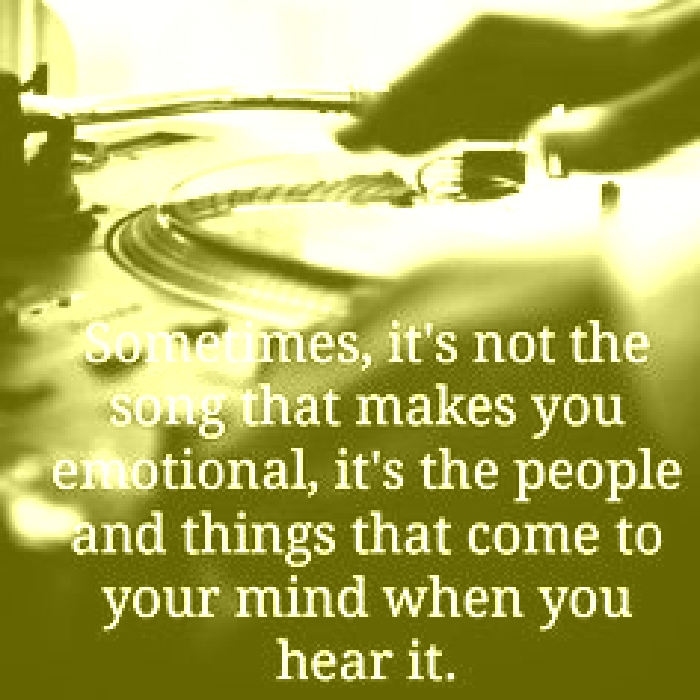 Sometimes, it's not the
song that makes you
emotional, it's the people
and things that come to
your mind when you
hear it.